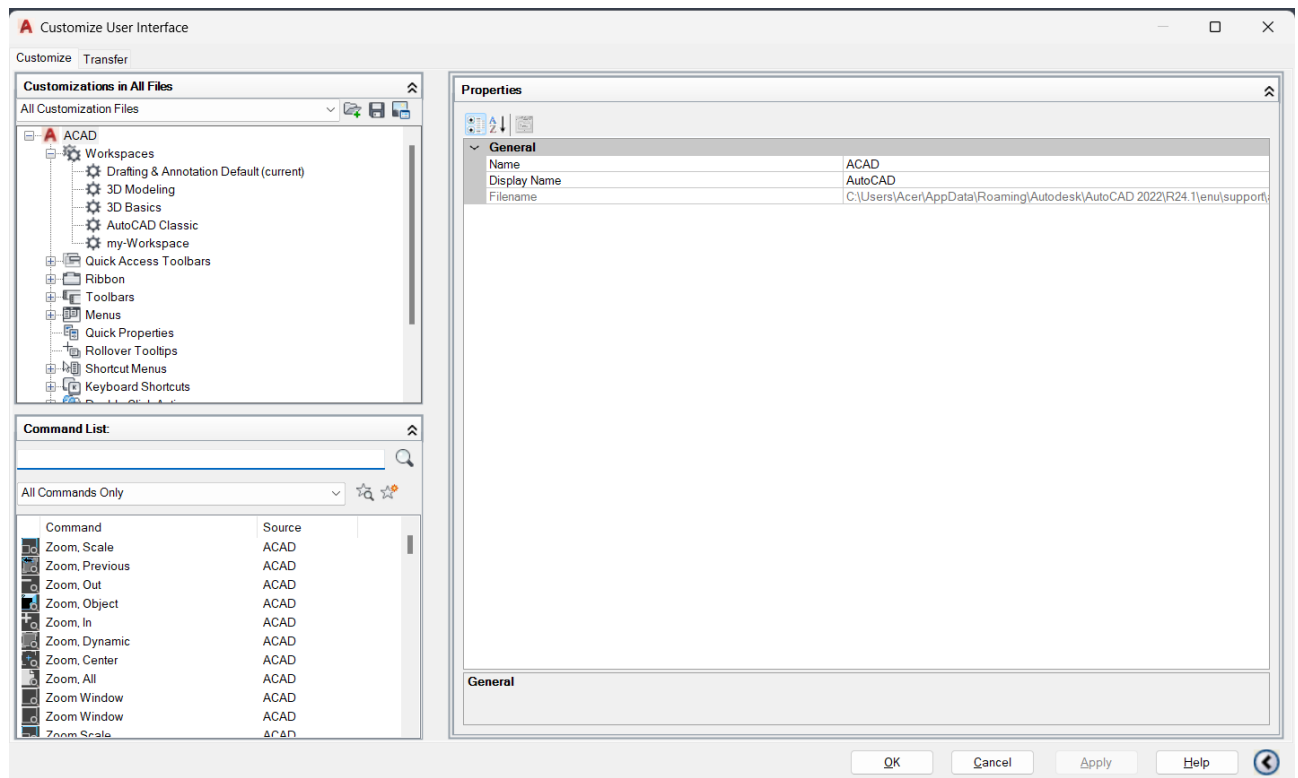 Customize User Interface
Customize Transfer
Customizations in All Files
All Customization Files
ACAD
Workspaces
Drafting & Annotation Default (current)
3D Modeling
3D Basics
AutoCAD Classic
my-Workspace
Quick Access Toolbars
Ribbon
Toolbars
Menus
Quick Properties
Rollover Tooltips
Shortcut Menus
Keyboard Shortcuts
Command List:
All Commands Only
Command Source
Zoom, Scale ACAD
Zoom, Previous ACAD
Zoom, Out ACAD
Zoom, Object ACAD
Zoom, In ACAD
Zoom, Dynamic ACAD
Zoom, Center ACAD
Zoom, All ACAD
Zoom Window ACAD
Zoom Window ACAD
Zoom Scale ACAD
Properties
General
Name ACAD
Display Name AutoCAD
Filename C:\Users\Acer\AppData\Roaming\Autodesk\AutoCAD 2022\R24.1\enu\support\
General
OK Cancel Apply Help